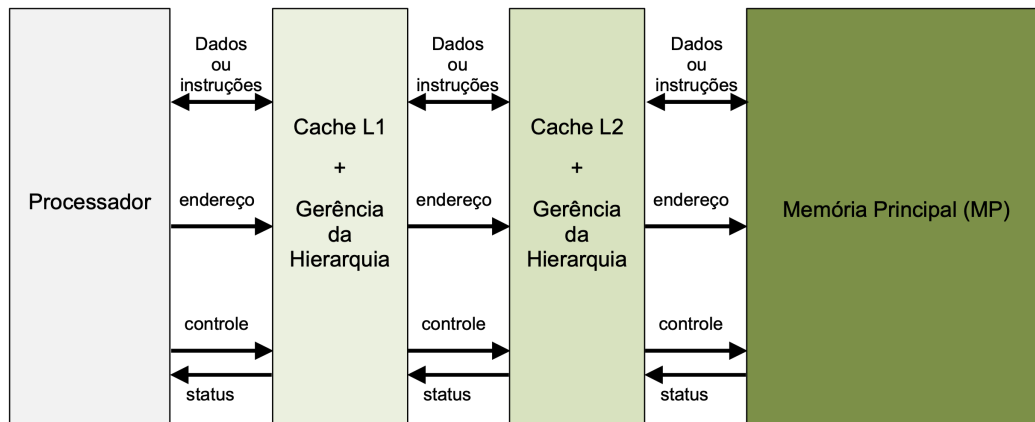 Processador
Dados
ou
instruções
endereço
controle
status
Cache L1
+
Gerência
da
Hierarquia
Dados
ou
instruções
endereço
controle
status
Cache L2
+
Gerência
da
Hierarquia
Dados
ou
instruções
endereço
controle
status
Memória Principal (MP)